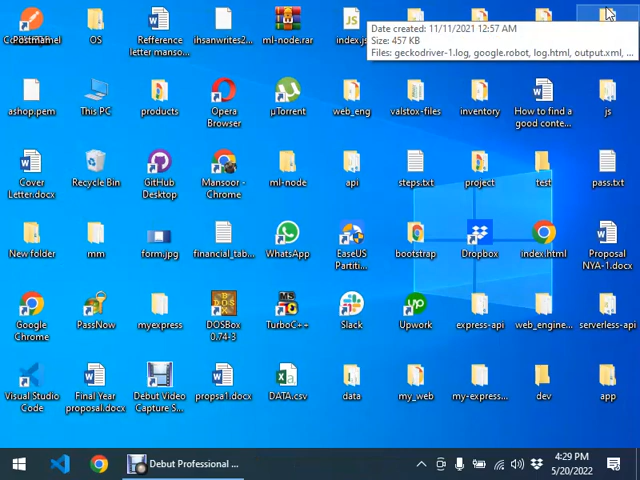 Postman
OS
Refference
letter manso...
ihsanwrites2...
ml-node.rar
index.js
Date created: 11/11/2021 12:57 AM
Size: 457 KB
Files: geckodriver-1.log, google.robot, log.html, output.xml, ...
ashop.pem
This PC
products
Opera
Browser
µTorrent
web_eng
valstox-files
inventory
How to find a
good conte...
js
Cover
Letter.docx
Recycle Bin
GitHub
Desktop
Mansoor -
Chrome
ml-node
api
steps.txt
project
test
pass.txt
New folder
mm
form.jpg
financial_tab...
WhatsApp
EaseUS
Partiti...
bootstrap
Dropbox
index.html
Proposal
NYA-1.docx
Google
Chrome
PassNow
myexpress
DOSBox
0.74-3
TurboC++
Slack
Upwork
express-api
web_engine...
serverless-api
Visual Studio
Code
Final Year
proposal.docx
Debut Video
Capture S...
propsa1.docx
DATA.csv
data
my_web
my-express...
dev
app
Debut Professional ...
4:29 PM
5/20/2022